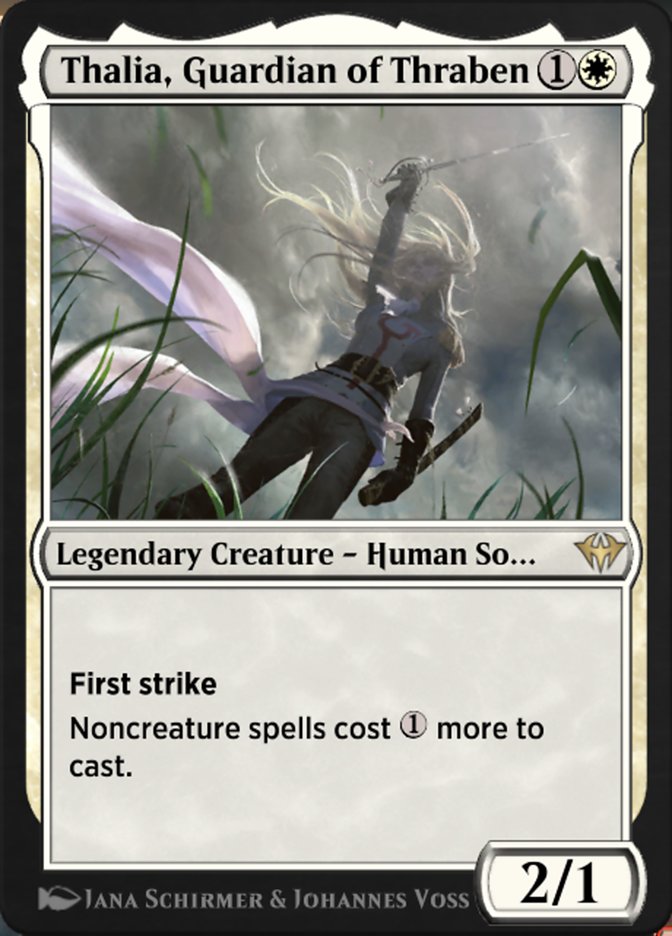 Thalia, Guardian of Thraben 1
Legendary Creature – Human So...
First strike
Noncreature spells cost 1 more to
cast.
2/1
Jana Schirmer & Johannes Voss